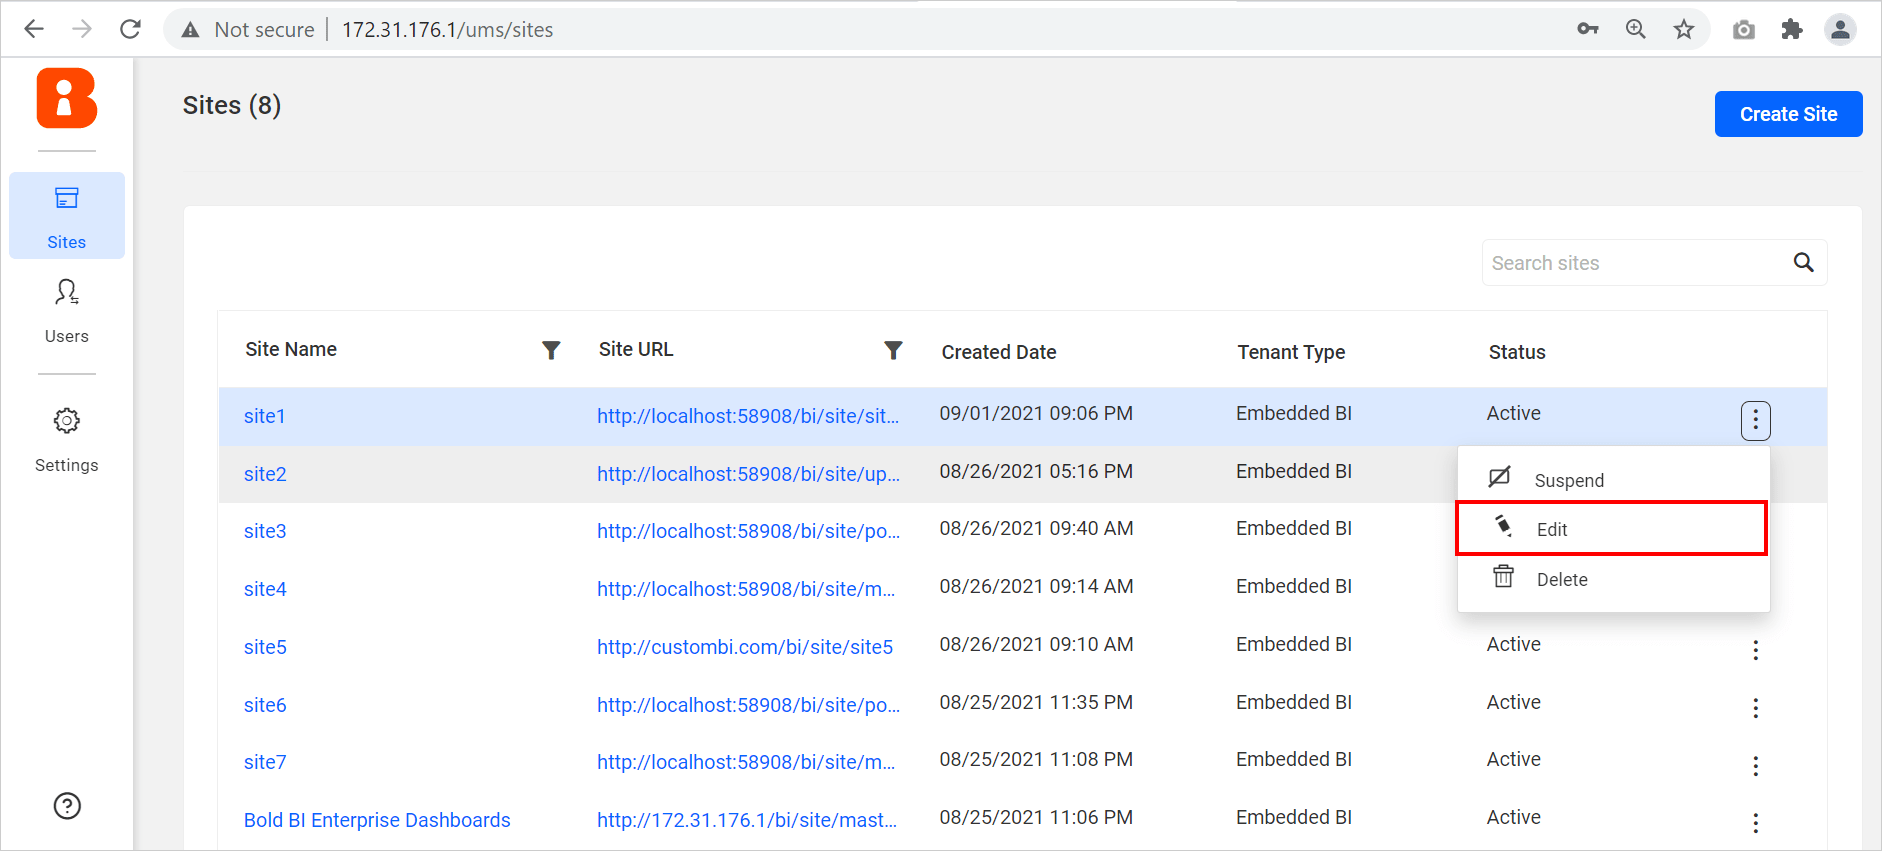 Not secure | 172.31.176.1/ums/sites
Sites (8)
Create Site
Sites
Users
Settings
Search sites
Site Name Site URL Created Date Tenant Type Status
site1 http://localhost:58908/bi/site/sit... 09/01/2021 09:06 PM Embedded BI Active
site2 http://localhost:58908/bi/site/up... 08/26/2021 05:16 PM Embedded BI
Suspend
site3 http://localhost:58908/bi/site/po... 08/26/2021 09:40 AM Embedded BI
Edit
site4 http://localhost:58908/bi/site/m... 08/26/2021 09:14 AM Embedded BI
Delete
site5 http://custombi.com/bi/site/site5 08/26/2021 09:10 AM Embedded BI Active
site6 http://localhost:58908/bi/site/po... 08/25/2021 11:35 PM Embedded BI Active
site7 http://localhost:58908/bi/site/m... 08/25/2021 11:08 PM Embedded BI Active
Bold BI Enterprise Dashboards http://172.31.176.1/bi/site/mast... 08/25/2021 11:06 PM Embedded BI Active